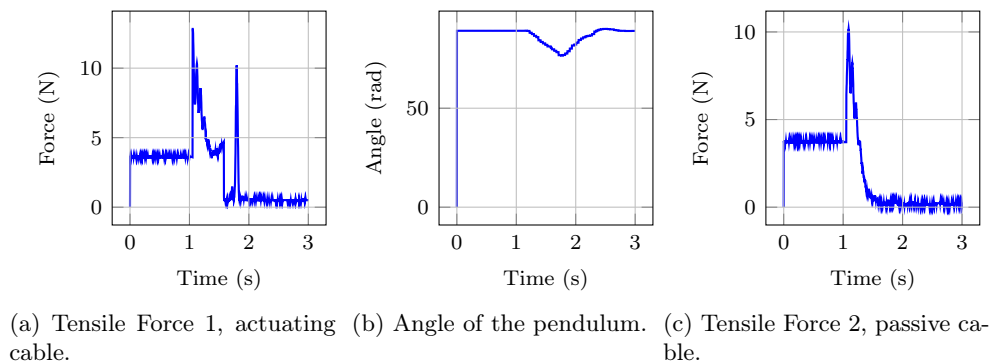 10
5
0
Force (N)
0 1 2 3
Time (s)
50
0
Angle (rad)
0 1 2 3
Time (s)
10
5
0
Force (N)
0 1 2 3
Time (s)
(a) Tensile Force 1, actuating
cable.
(b) Angle of the pendulum.
(c) Tensile Force 2, passive ca-
ble.